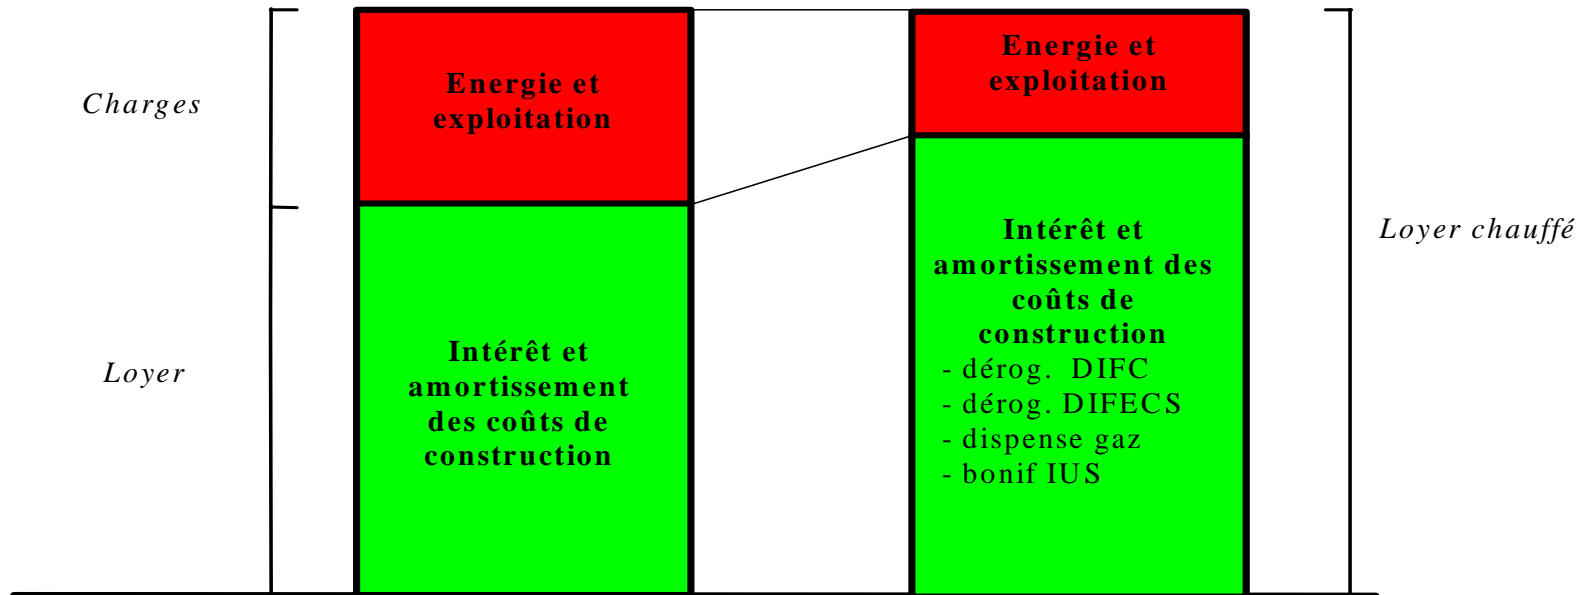 Charges
Loyer
Energie et
exploitation
Intérêt et
amortissement
des coûts de
construction
Energie et
exploitation
Intérêt et
amortissement des
coûts de
construction
- dérog. DIFC
- dérog. DIFECS
- dispense gaz
- bonif IUS
Loyer chauffé